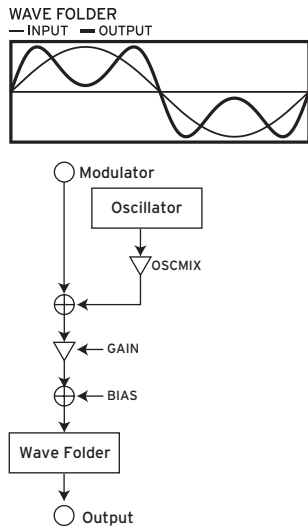 WAVE FOLDER
INPUT OUTPUT
Modulator
Oscillator
OSCMIX
GAIN
BIAS
Wave Folder
Output